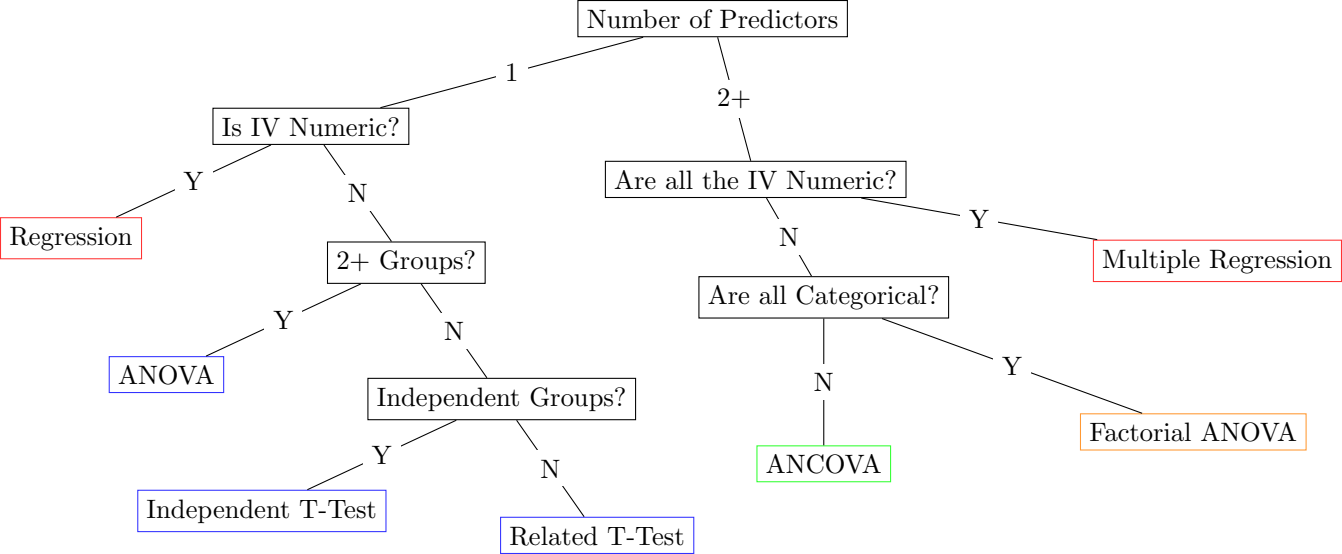 Number of Predictors
1
2+
Is IV Numeric?
Are all the IV Numeric?
Y
N
N
Y
Regression
2+ Groups?
Multiple Regression
Are all Categorical?
Y
N
N
Y
ANOVA
Independent Groups?
Factorial ANOVA
Y
N
ANCOVA
Independent T-Test
Related T-Test